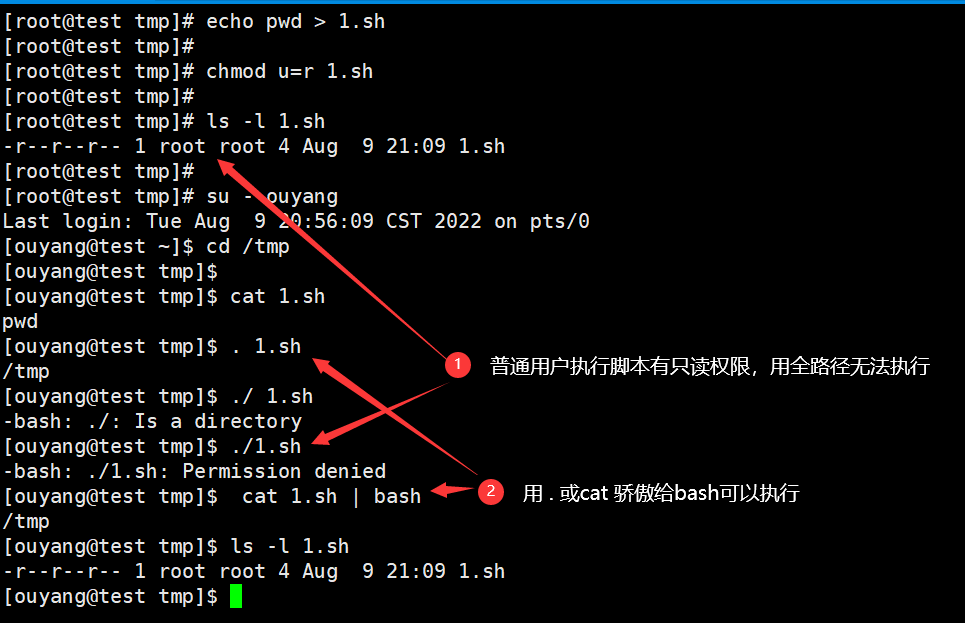 [root@test tmp]# echo pwd > 1.sh
[root@test tmp]#
[root@test tmp]# chmod u=r 1.sh
[root@test tmp]#
[root@test tmp]# ls -l 1.sh
-r--r--r-- 1 root root 4 Aug  9 21:09 1.sh
[root@test tmp]#
[root@test tmp]# su - ouyang
Last login: Tue Aug  9 20:56:09 CST 2022 on pts/0
[ouyang@test ~]$ cd /tmp
[ouyang@test tmp]$
[ouyang@test tmp]$ cat 1.sh
pwd
[ouyang@test tmp]$ . 1.sh
/tmp
1 普通用户执行脚本有只读权限，用全路径无法执行
[ouyang@test tmp]$ ./ 1.sh
-bash: ./: Is a directory
[ouyang@test tmp]$ ./1.sh
-bash: ./1.sh: Permission denied
[ouyang@test tmp]$  cat 1.sh | bash
2 用 . 或cat 骄傲给bash可以执行
/tmp
[ouyang@test tmp]$ ls -l 1.sh
-r--r--r-- 1 root root 4 Aug  9 21:09 1.sh
[ouyang@test tmp]$